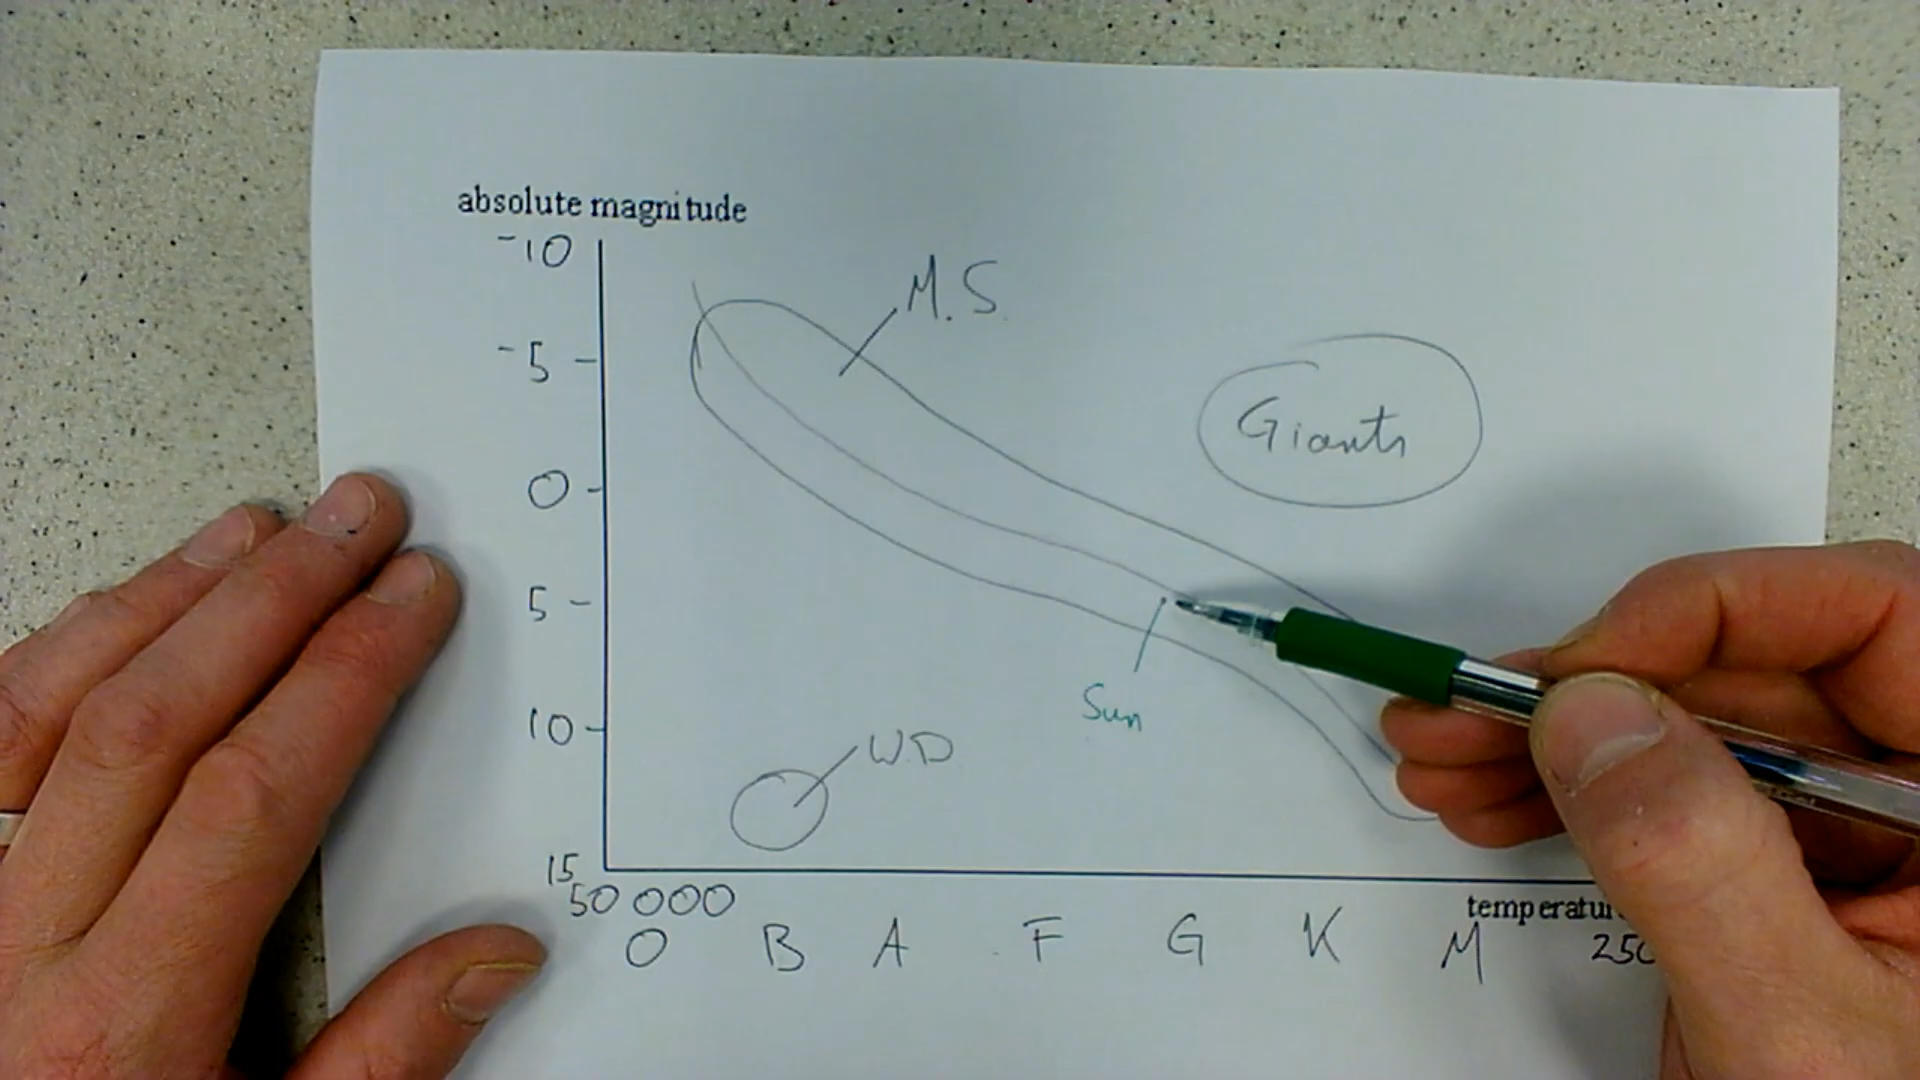 absolute magnitude
-10
M.S.
-5
Giants
0
5
Sun
10
W.D
15
50 000
temperatur
250
O B A F G K M